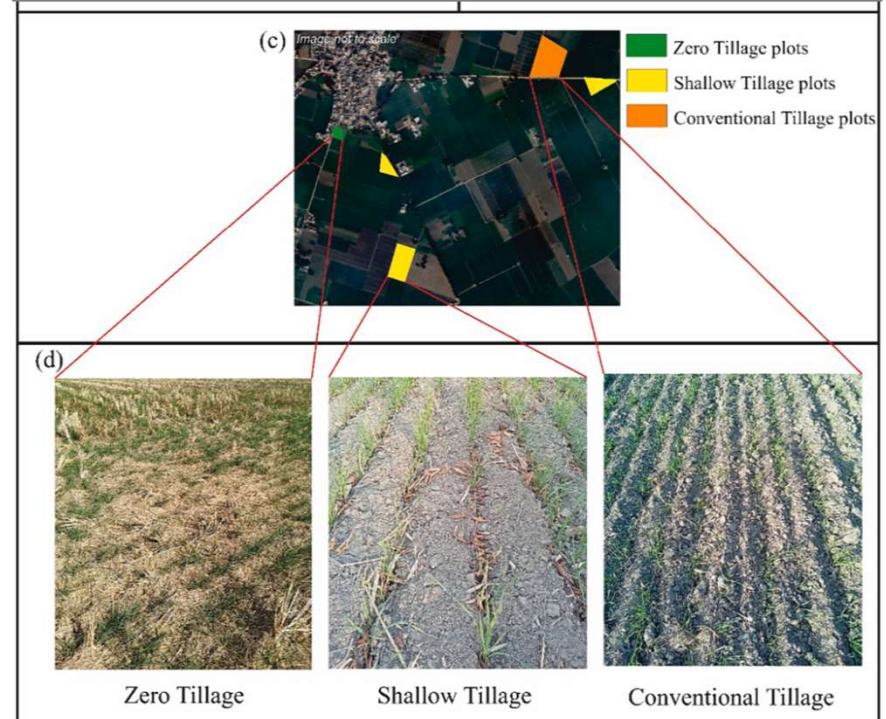 (c)
Image not to scale
Zero Tillage plots
Shallow Tillage plots
Conventional Tillage plots
(d)
Zero Tillage
Shallow Tillage
Conventional Tillage